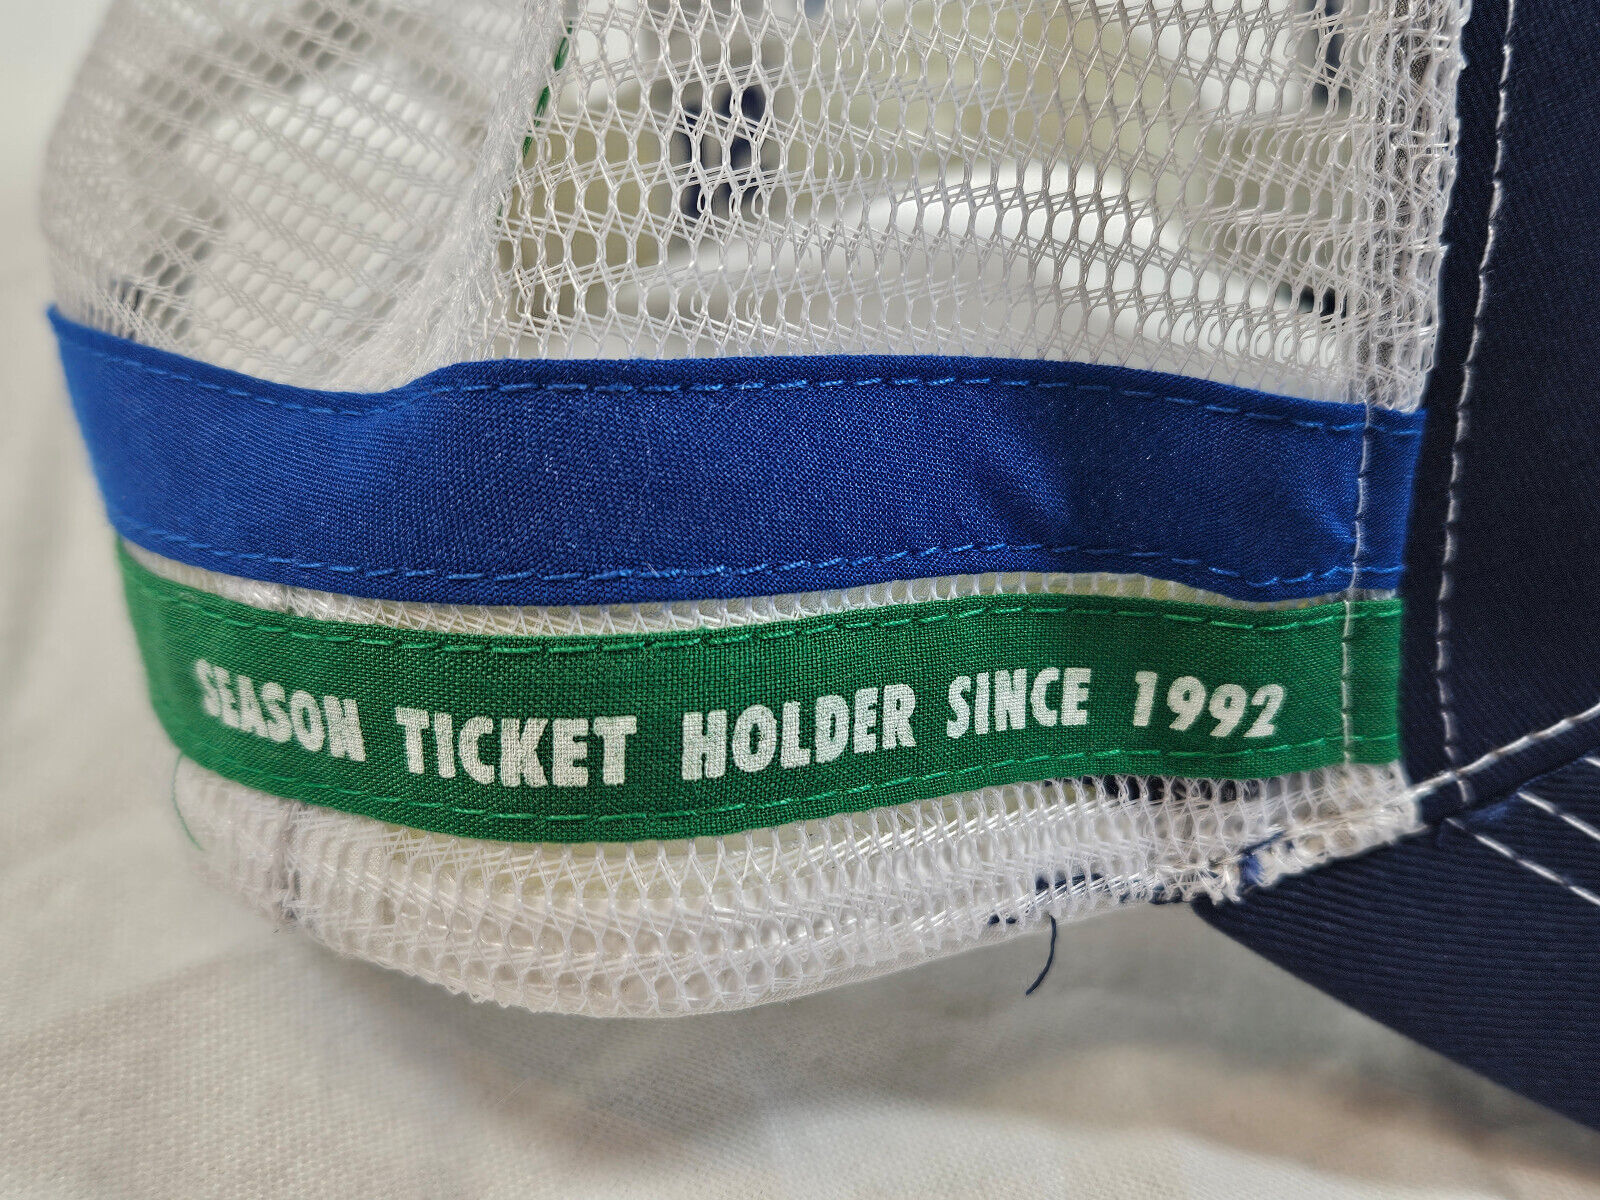 SEASON TICKET HOLDER SINCE 1992